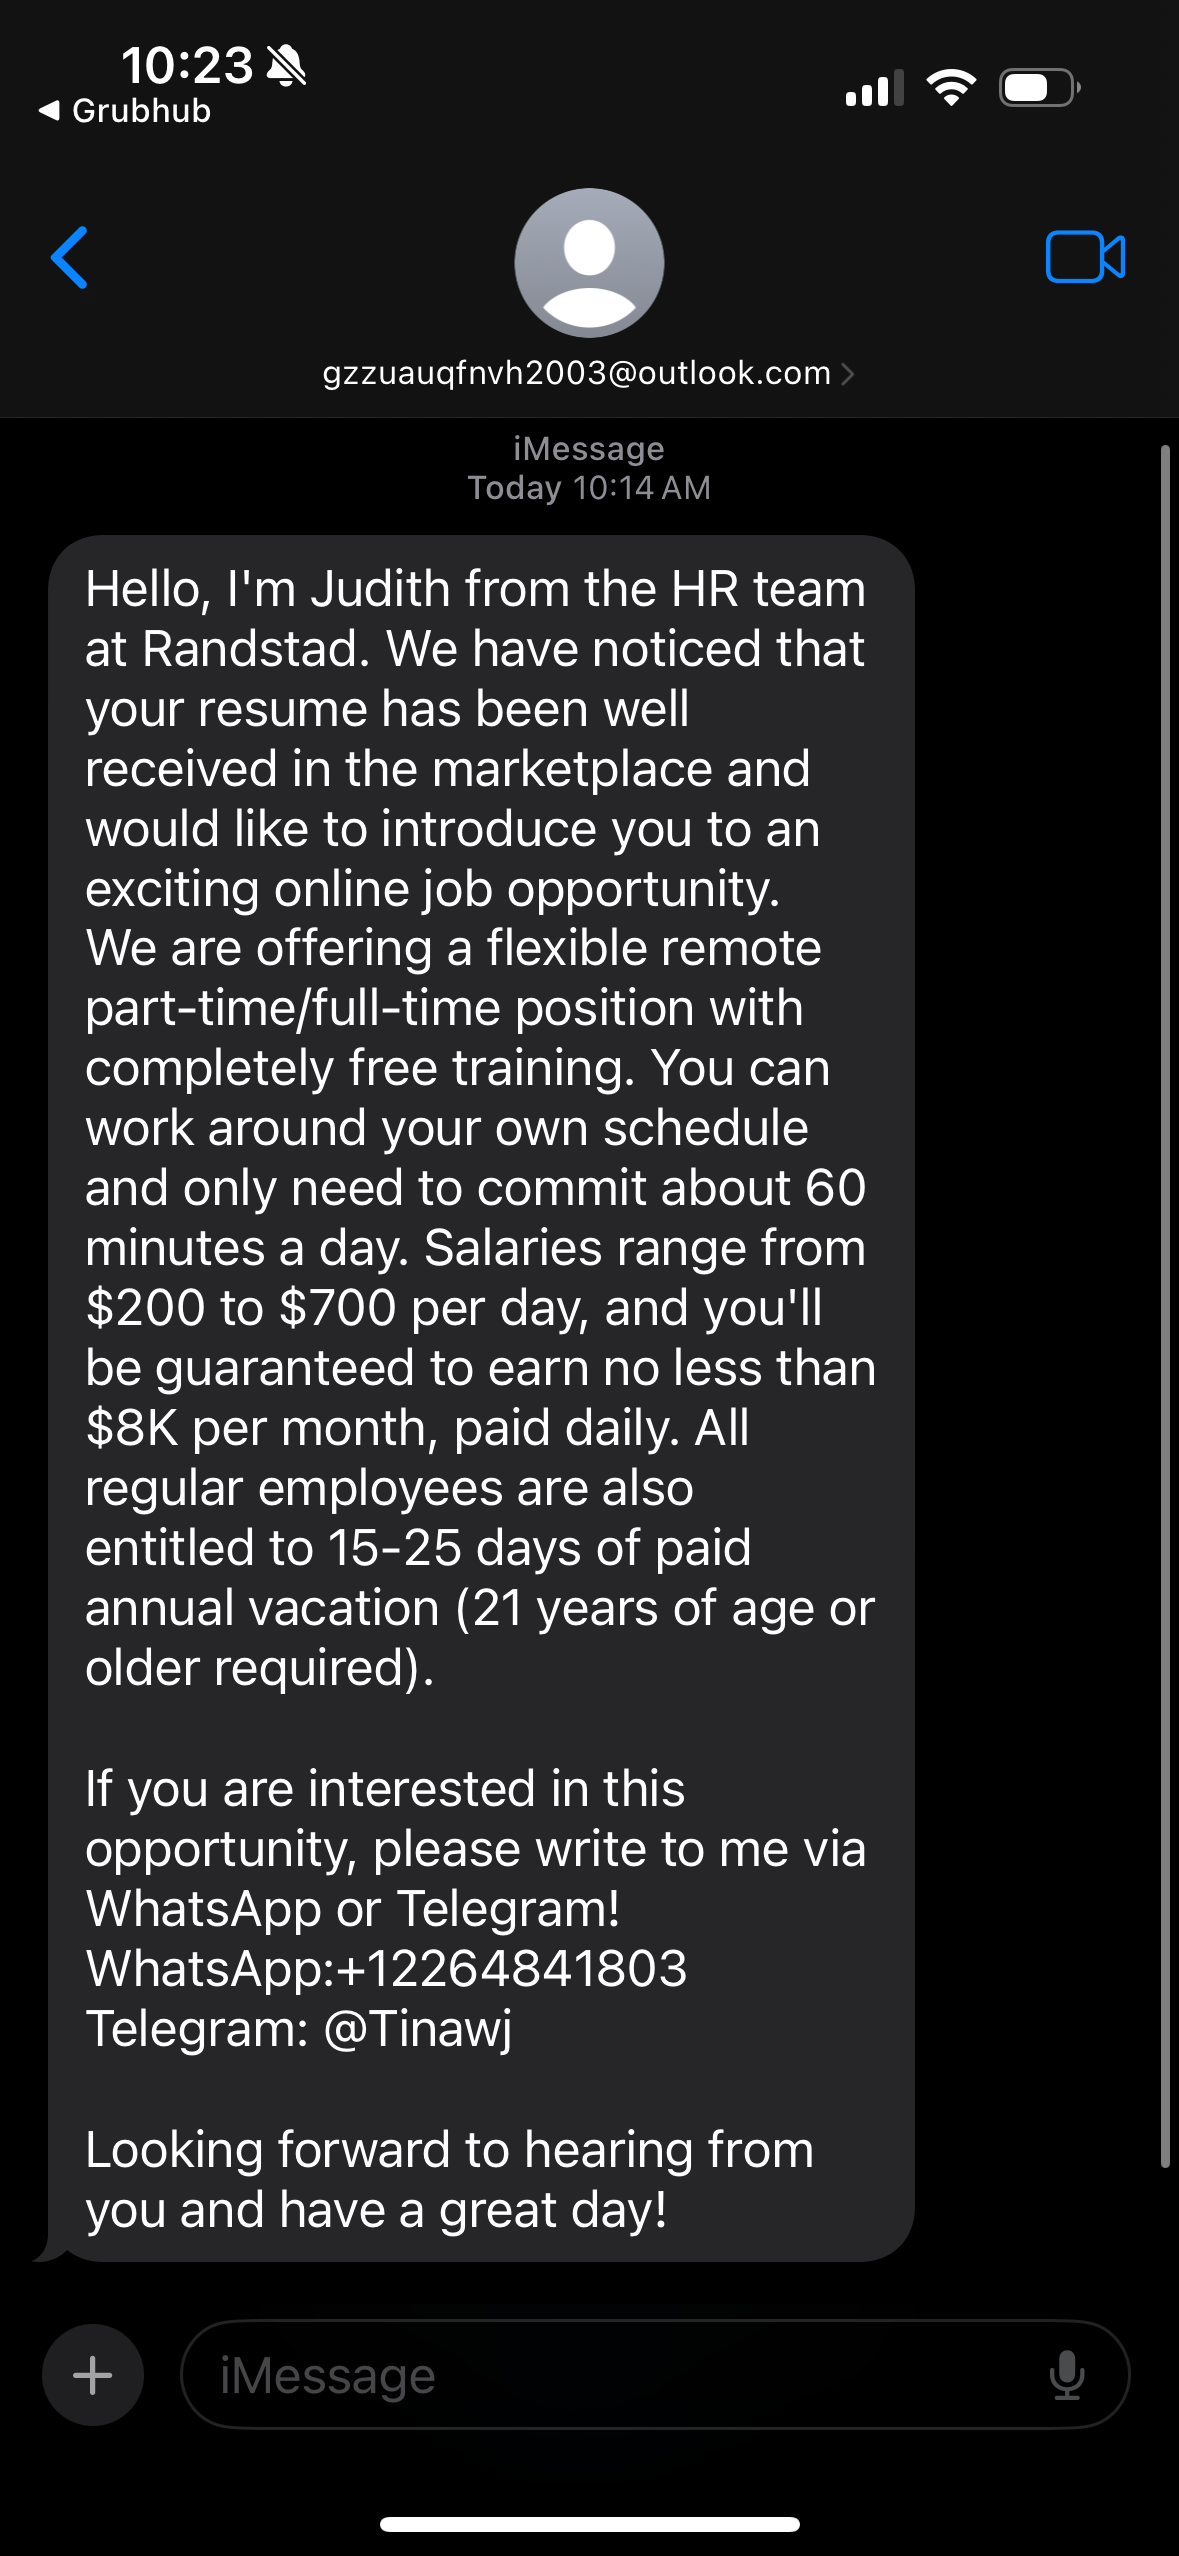 10:23
Grubhub
gzzuauqfnvh2003@outlook.com
iMessage
Today 10:14 AM
Hello, I'm Judith from the HR team
at Randstad. We have noticed that
your resume has been well
received in the marketplace and
would like to introduce you to an
exciting online job opportunity.
We are offering a flexible remote
part-time/full-time position with
completely free training. You can
work around your own schedule
and only need to commit about 60
minutes a day. Salaries range from
$200 to $700 per day, and you'll
be guaranteed to earn no less than
$8K per month, paid daily. All
regular employees are also
entitled to 15-25 days of paid
annual vacation (21 years of age or
older required).
If you are interested in this
opportunity, please write to me via
WhatsApp or Telegram!
WhatsApp:+12264841803
Telegram: @Tinawj
Looking forward to hearing from
you and have a great day!
iMessage